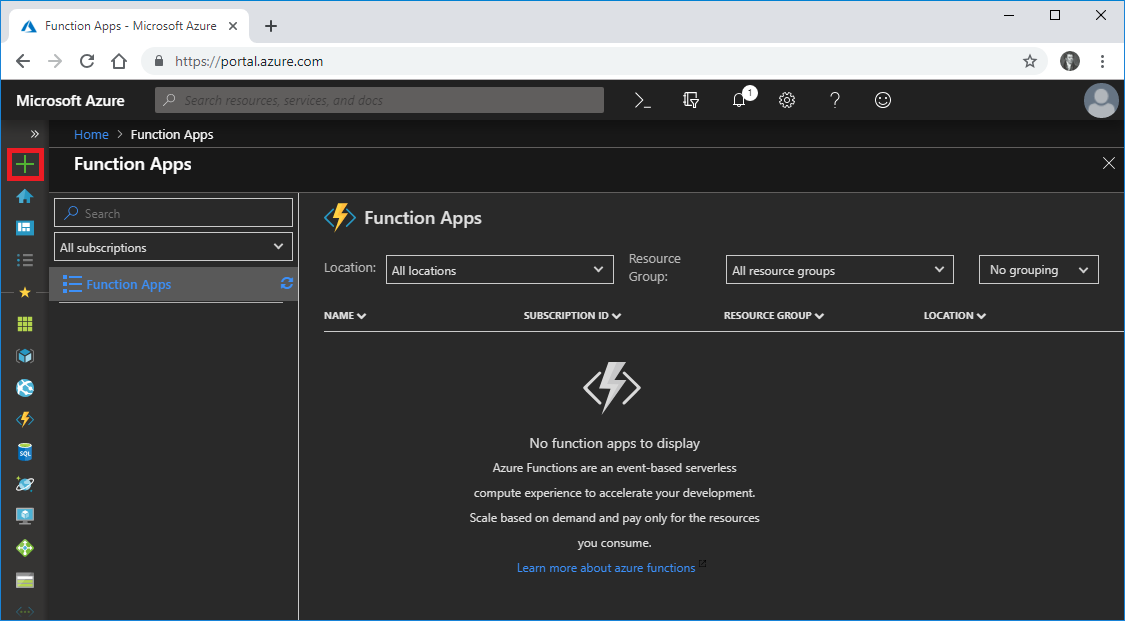 Function Apps - Microsoft Azure
https://portal.azure.com
Microsoft Azure
Search resources, services, and docs
1
Home > Function Apps
Function Apps
Search
All subscriptions
Function Apps
Function Apps
Location:
All locations
Resource
Group:
All resource groups
No grouping
NAME
SUBSCRIPTION ID
RESOURCE GROUP
LOCATION
No function apps to display
Azure Functions are an event-based serverless
compute experience to accelerate your development.
Scale based on demand and pay only for the resources
you consume.
Learn more about azure functions
SQL